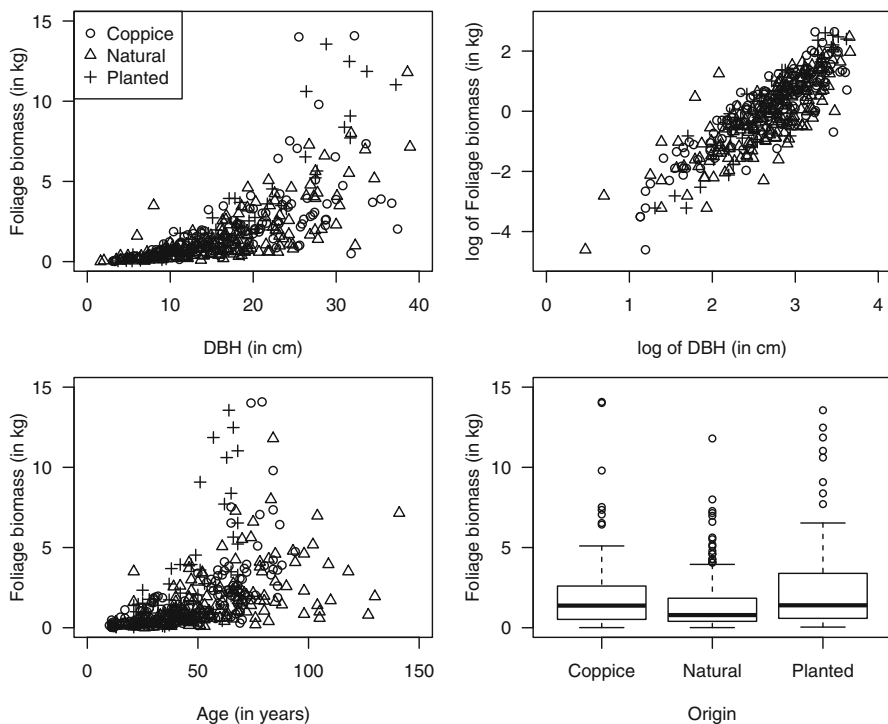 Coppice
Natural
Planted
Foliage biomass (in kg)
15
10
5
0
0 10 20 30 40
DBH (in cm)
log of Foliage biomass (in kg)
2
0
−2
−4
0 1 2 3 4
log of DBH (in cm)
Foliage biomass (in kg)
15
10
5
0
0 50 100 150
Age (in years)
Foliage biomass (in kg)
15
10
5
0
Coppice Natural Planted
Origin